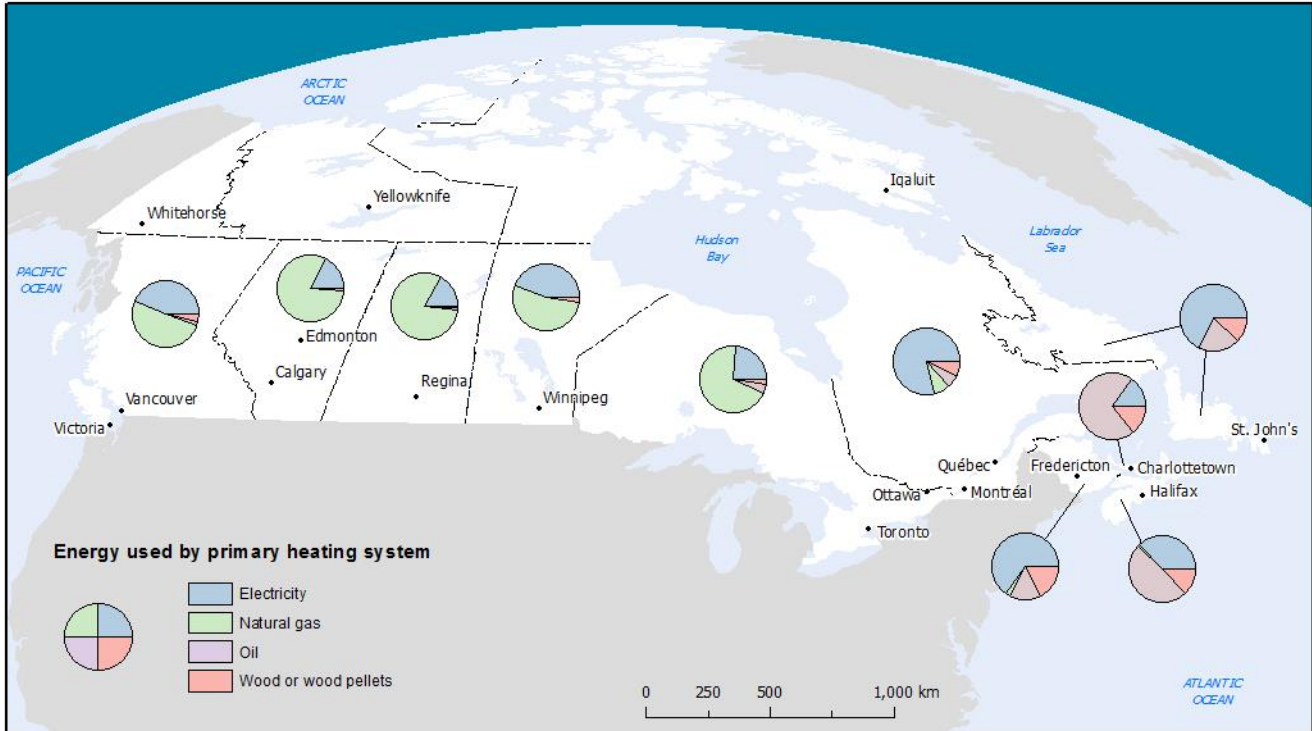 ARCTIC
OCEAN
Iqaluit
Yellowknife
Whitehorse
Labrador
Sea
Hudson
Bay
PACIFIC
OCEAN
Edmonton
Calgary
Regina
Winnipeg
Vancouver
Victoria
St. John's
Québec
Fredericton
Charlottetown
Ottawa
Montréal
Halifax
Toronto
Energy used by primary heating system
Electricity
Natural gas
Oil
Wood or wood pellets
0 250 500 1,000 km
ATLANTIC
OCEAN